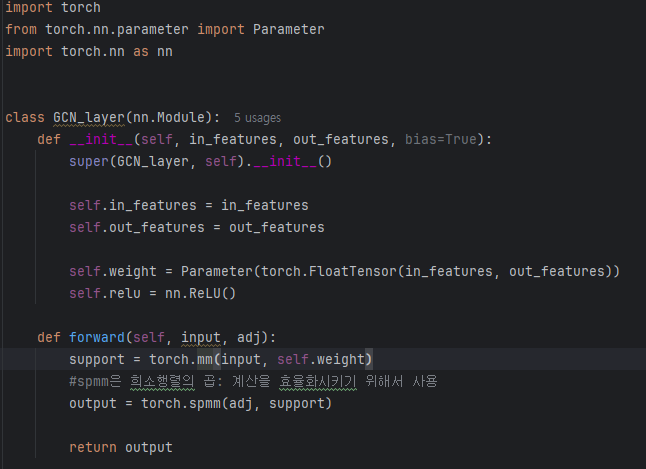 import torch
from torch.nn.parameter import Parameter
import torch.nn as nn
class GCN_layer(nn.Module): 5 usages
def __init__(self, in_features, out_features, bias=True):
super(GCN_layer, self).__init__()
self.in_features = in_features
self.out_features = out_features
self.weight = Parameter(torch.FloatTensor(in_features, out_features))
self.relu = nn.ReLU()
def forward(self, input, adj):
support = torch.mm(input, self.weight)
#spmm은 희소행렬의 곱: 계산을 효율화시키기 위해서 사용
output = torch.spmm(adj, support)
return output